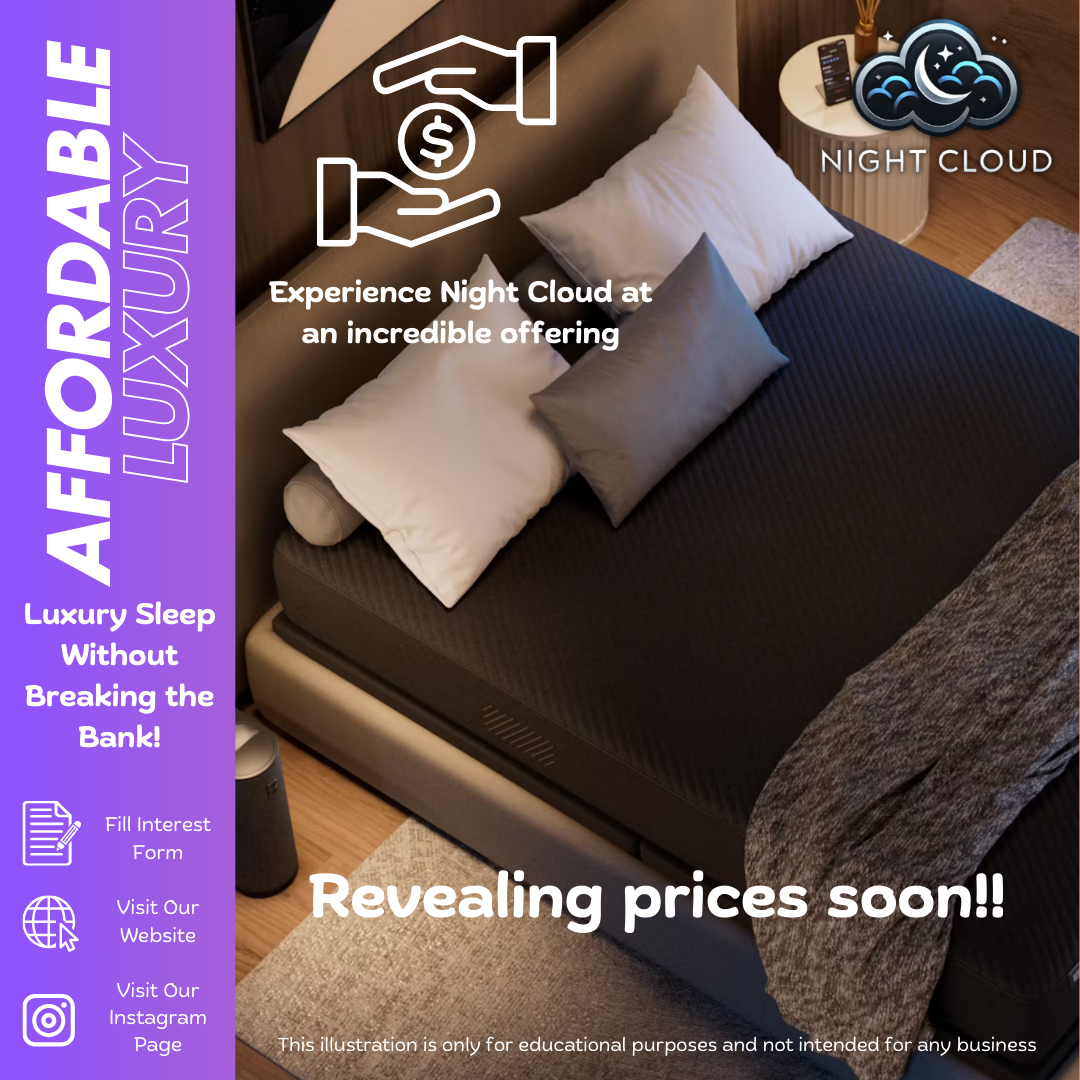 AFFORDABLE
LUXURY
Luxury Sleep
Without
Breaking the
Bank!
Fill Interest
Form
Visit Our
Website
Visit Our
Instagram
Page
NIGHT CLOUD
$
Experience Night Cloud at
an incredible offering
Revealing prices soon!!
This illustration is only for educational purposes and not intended for any business